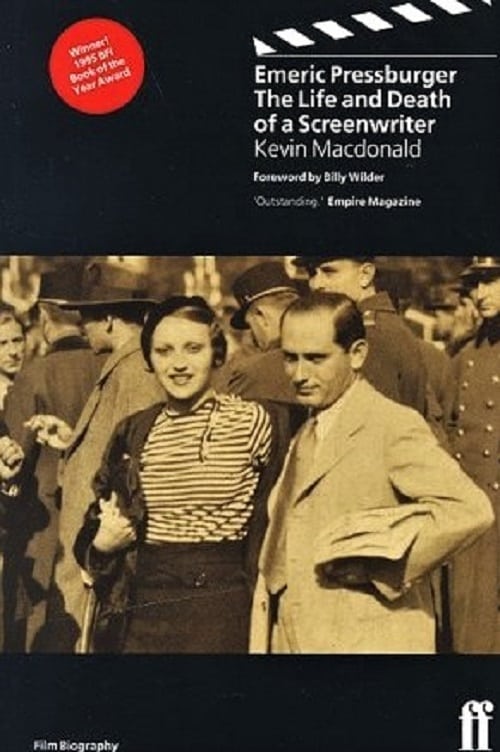 Winner!
1995 BFI
Book of the
Year Award
Emeric Pressburger
The Life and Death
of a Screenwriter
Kevin Macdonald
Foreword by Billy Wilder
'Outstanding.' Empire Magazine
Film Biography
ff